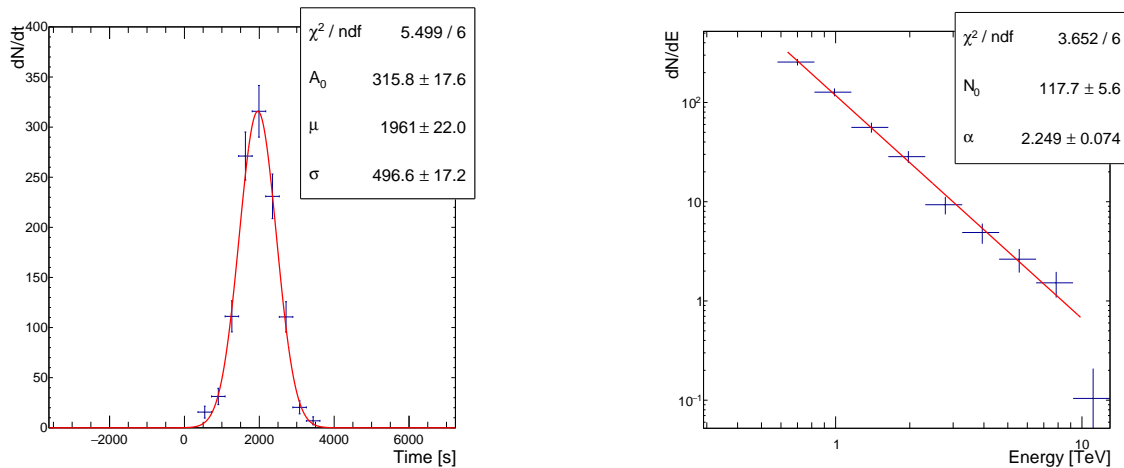 χ² / ndf 5.499 / 6
A₀ 315.8 ± 17.6
μ 1961 ± 22.0
σ 496.6 ± 17.2
dN/dt
400
350
300
250
200
150
100
50
0
−2000 0 2000 4000 6000
Time [s]
χ² / ndf 3.652 / 6
N₀ 117.7 ± 5.6
α 2.249 ± 0.074
dN/dE
10²
10
1
10⁻¹
1 10
Energy [TeV]